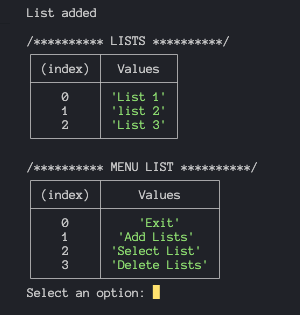 List added
/********** LISTS **********/
(index) Values
0 'List 1'
1 'list 2'
2 'List 3'
/********** MENU LIST **********/
(index) Values
0 'Exit'
1 'Add Lists'
2 'Select List'
3 'Delete Lists'
Select an option: